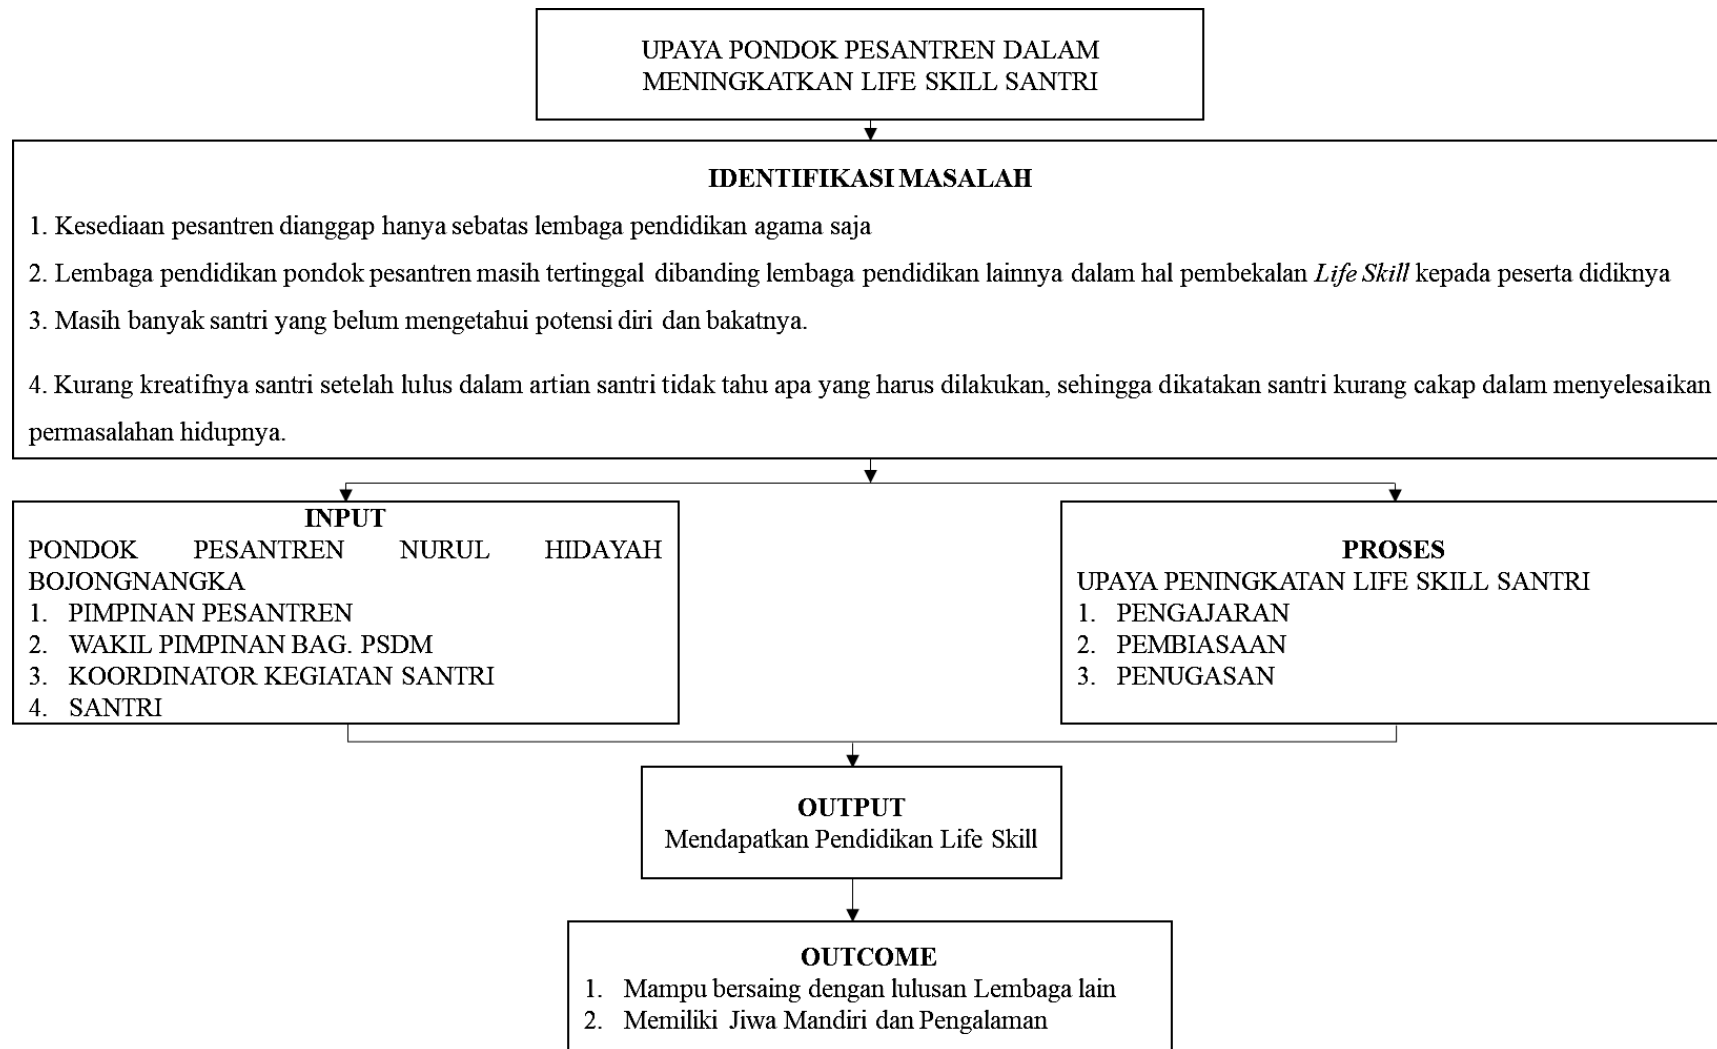 UPAYA PONDOK PESANTREN DALAM
MENINGKATKAN LIFE SKILL SANTRI
IDENTIFIKASI MASALAH
1. Kesediaan pesantren dianggap hanya sebatas lembaga pendidikan agama saja
2. Lembaga pendidikan pondok pesantren masih tertinggal dibanding lembaga pendidikan lainnya dalam hal pembekalan Life Skill kepada peserta didiknya
3. Masih banyak santri yang belum mengetahui potensi diri dan bakatnya.
4. Kurang kreatifnya santri setelah lulus dalam artian santri tidak tahu apa yang harus dilakukan, sehingga dikatakan santri kurang cakap dalam menyelesaikan
permasalahan hidupnya.
INPUT
PONDOK PESANTREN NURUL HIDAYAH
BOJONGNANGKA
1. PIMPINAN PESANTREN
2. WAKIL PIMPINAN BAG. PSDM
3. KOORDINATOR KEGIATAN SANTRI
4. SANTRI
PROSES
UPAYA PENINGKATAN LIFE SKILL SANTRI
1. PENGAJARAN
2. PEMBIASAAN
3. PENUGASAN
OUTPUT
Mendapatkan Pendidikan Life Skill
OUTCOME
1. Mampu bersaing dengan lulusan Lembaga lain
2. Memiliki Jiwa Mandiri dan Pengalaman